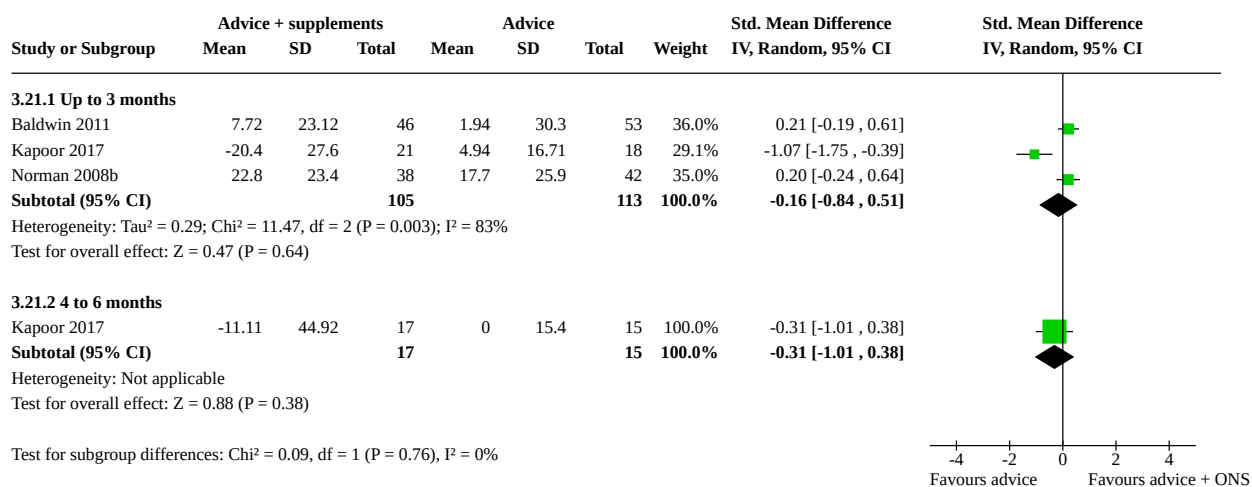 Advice + supplements Advice Std. Mean Difference Std. Mean Difference
Study or Subgroup Mean SD Total Mean SD Total Weight IV, Random, 95% CI IV, Random, 95% CI
3.21.1 Up to 3 months
Baldwin 2011 7.72 23.12 46 1.94 30.3 53 36.0% 0.21 [-0.19 , 0.61]
Kapoor 2017 -20.4 27.6 21 4.94 16.71 18 29.1% -1.07 [-1.75 , -0.39]
Norman 2008b 22.8 23.4 38 17.7 25.9 42 35.0% 0.20 [-0.24 , 0.64]
Subtotal (95% CI) 105 113 100.0% -0.16 [-0.84 , 0.51]
Heterogeneity: Tau² = 0.29; Chi² = 11.47, df = 2 (P = 0.003); I² = 83%
Test for overall effect: Z = 0.47 (P = 0.64)
3.21.2 4 to 6 months
Kapoor 2017 -11.11 44.92 17 0 15.4 15 100.0% -0.31 [-1.01 , 0.38]
Subtotal (95% CI) 17 15 100.0% -0.31 [-1.01 , 0.38]
Heterogeneity: Not applicable
Test for overall effect: Z = 0.88 (P = 0.38)
Test for subgroup differences: Chi² = 0.09, df = 1 (P = 0.76), I² = 0%
-4 -2 0 2 4
Favours advice Favours advice + ONS